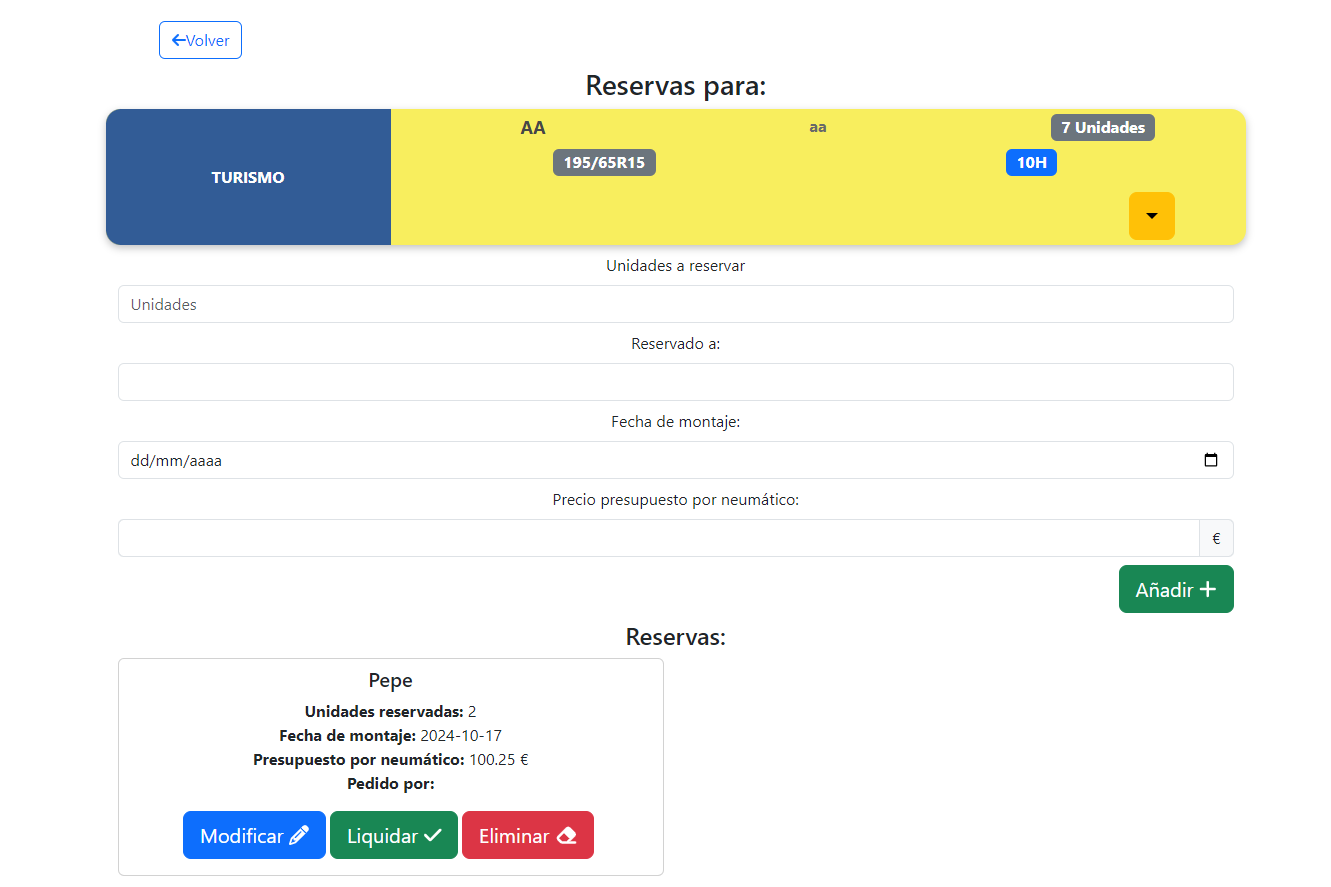 Volver
Reservas para:
TURISMO
AA aa 7 Unidades
195/65R15 10H
Unidades a reservar
Unidades
Reservado a:
Fecha de montaje:
dd/mm/aaaa
Precio presupuesto por neumático:
€
Añadir
Reservas:
Pepe
Unidades reservadas: 2
Fecha de montaje: 2024-10-17
Presupuesto por neumático: 100.25 €
Pedido por:
Modificar Liquidar Eliminar